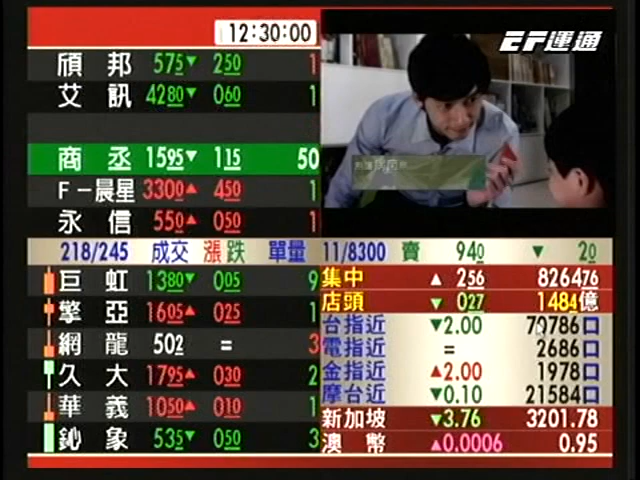 12:30:00
EF運通
頎邦 575▼ 250 1
艾訊 4280▼ 060 1
商丞 1595▼ 115 50
F－晨星 3300▲ 450 1
永信 550▲ 050 1
218/245 成交 漲跌 單量 11/8300 賣 940 ▼ 20
巨虹 1380▼ 005 9
擎亞 1605▲ 025 1
網龍 502 = 3
久大 1795▲ 030 2
華義 1050▲ 010 1
鈊象 535▼ 050 3
集中 ▲ 256 826476
店頭 ▼ 027 1484億
台指近 ▼2.00 70786口
電指近 = 2686口
金指近 ▲2.00 1978口
摩台近 ▼0.10 21584口
新加坡 ▼3.76 3201.78
澳幣 ▲0.0006 0.95